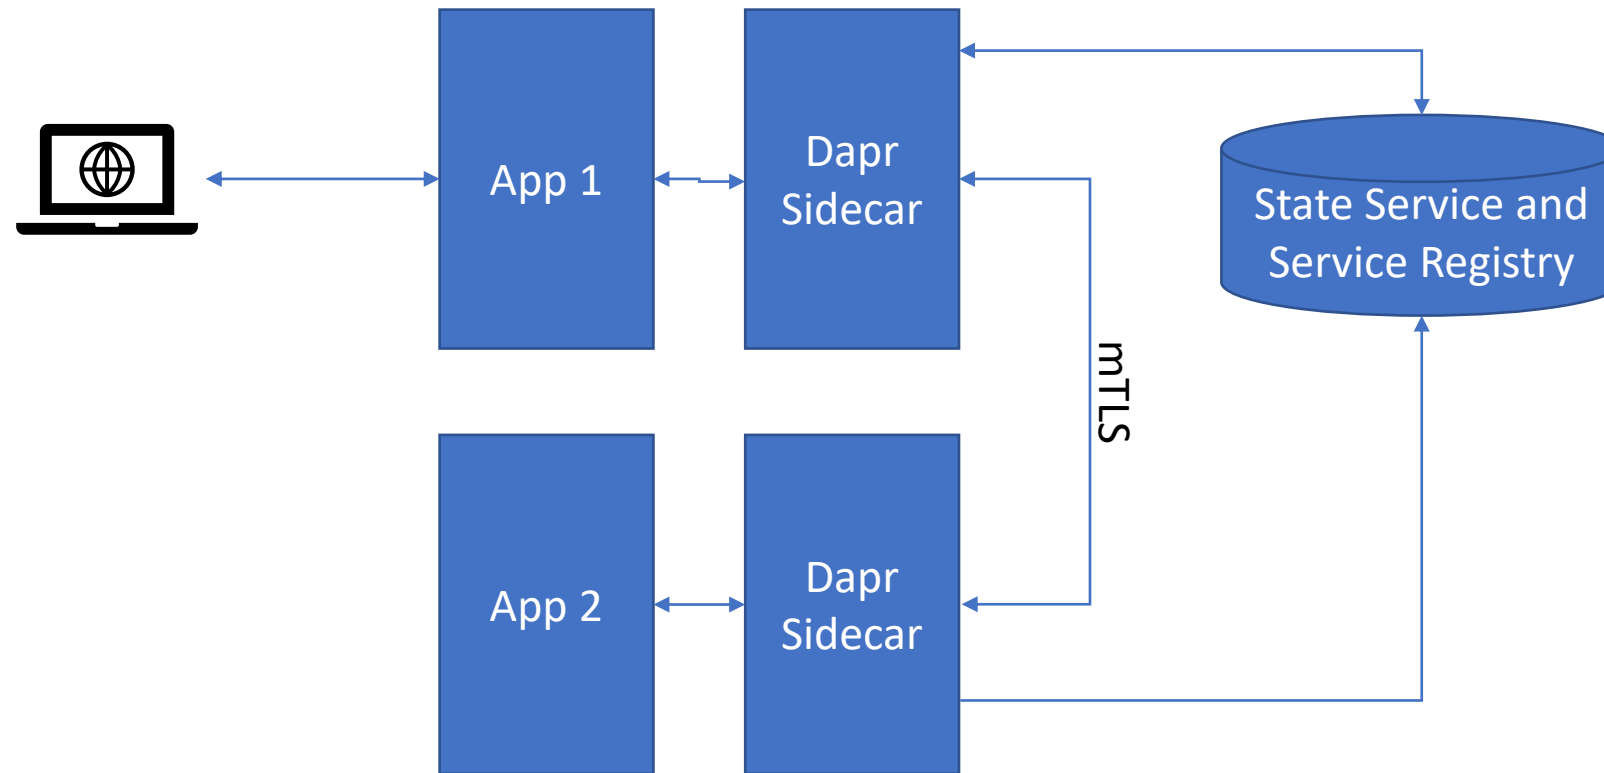 App 1
Dapr
Sidecar
State Service and
Service Registry
mTLS
App 2
Dapr
Sidecar